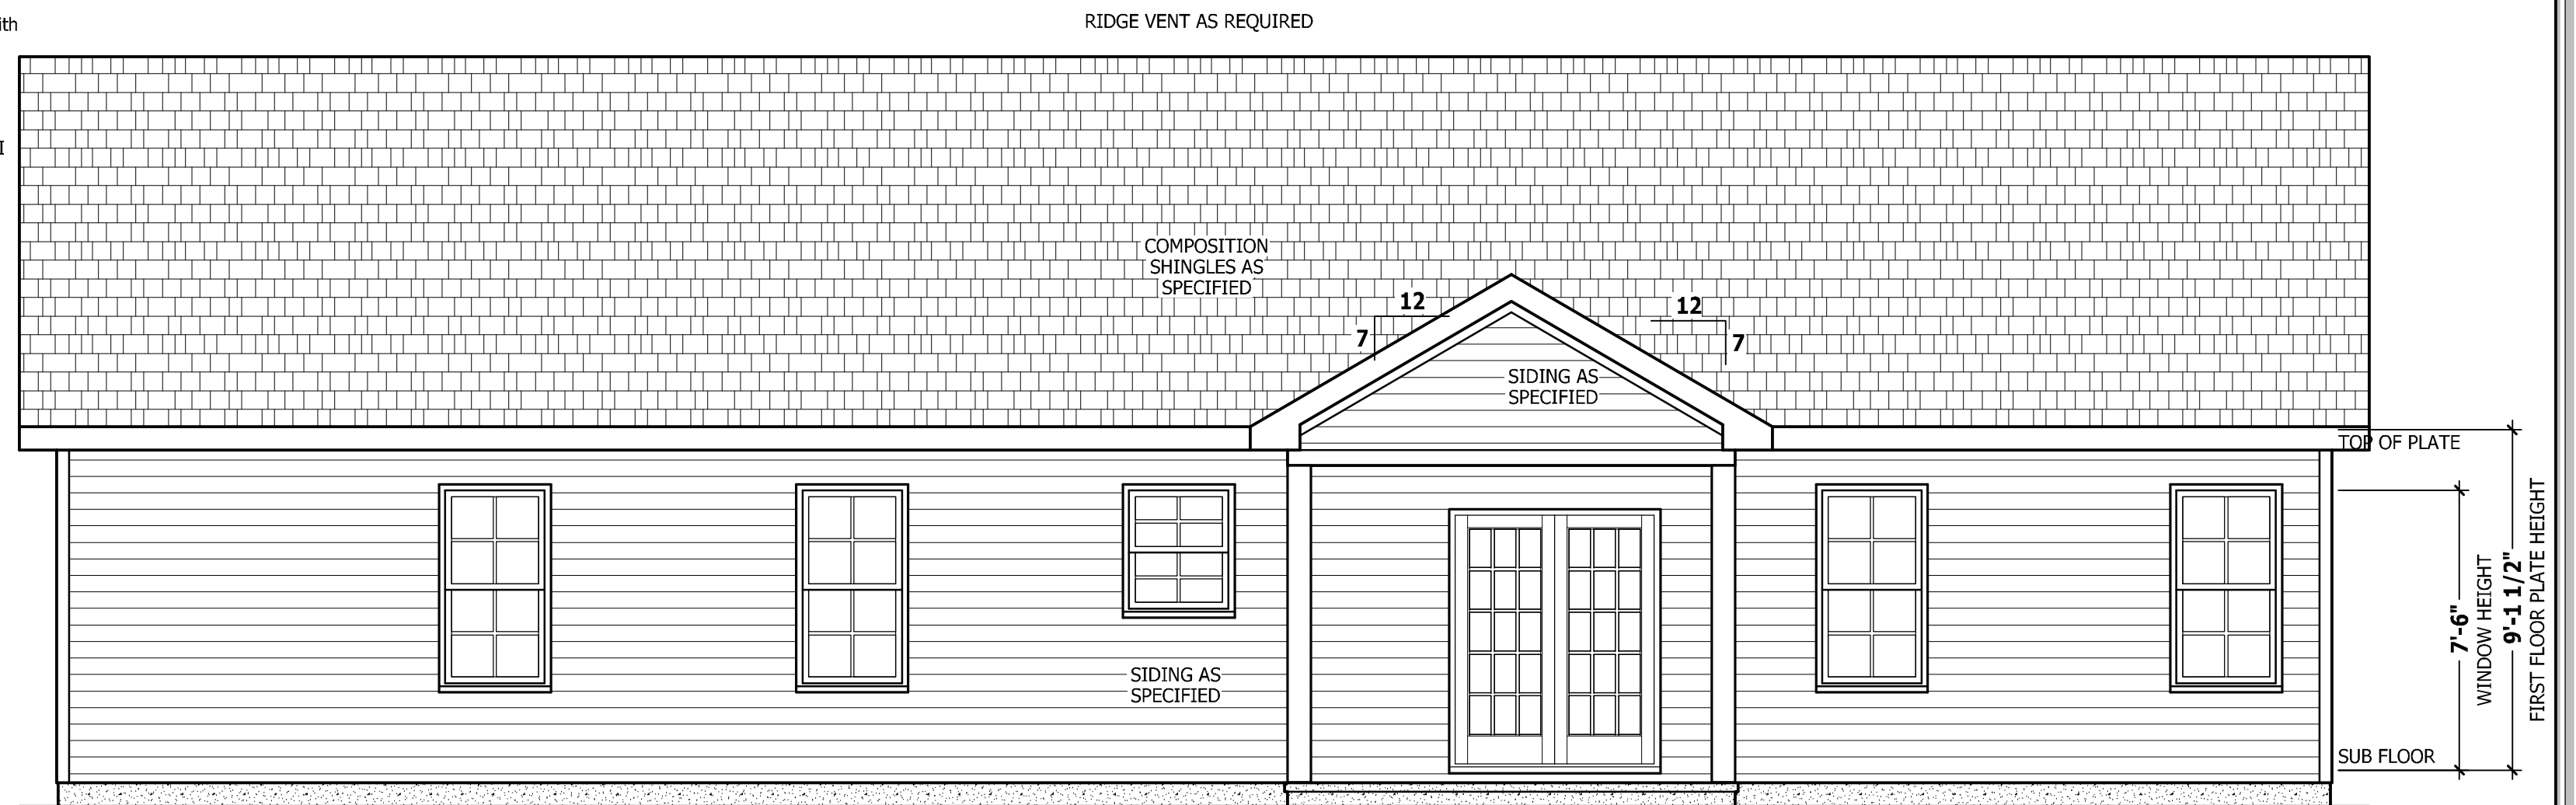 ith
RIDGE VENT AS REQUIRED
I
COMPOSITION
SHINGLES AS
SPECIFIED
12
7
12
7
SIDING AS
SPECIFIED
TOP OF PLATE
SIDING AS
SPECIFIED
7'-6"
WINDOW HEIGHT
9'-1 1/2"
FIRST FLOOR PLATE HEIGHT
SUB FLOOR